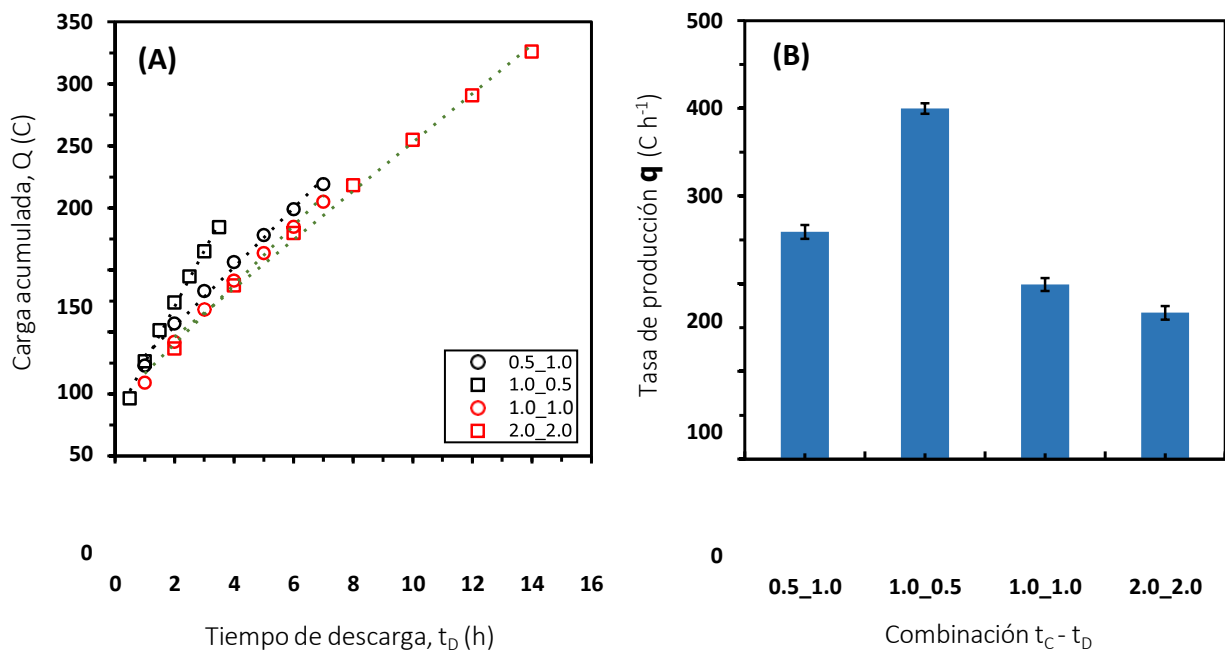 (A)
Carga acumulada, Q (C)
350
300
250
200
150
100
50
0
0 2 4 6 8 10 12 14 16
Tiempo de descarga, t_D (h)
0.5_1.0
1.0_0.5
1.0_1.0
2.0_2.0
(B)
Tasa de producción q (C h⁻¹)
500
400
300
200
100
0
0.5_1.0 1.0_0.5 1.0_1.0 2.0_2.0
Combinación t_C - t_D